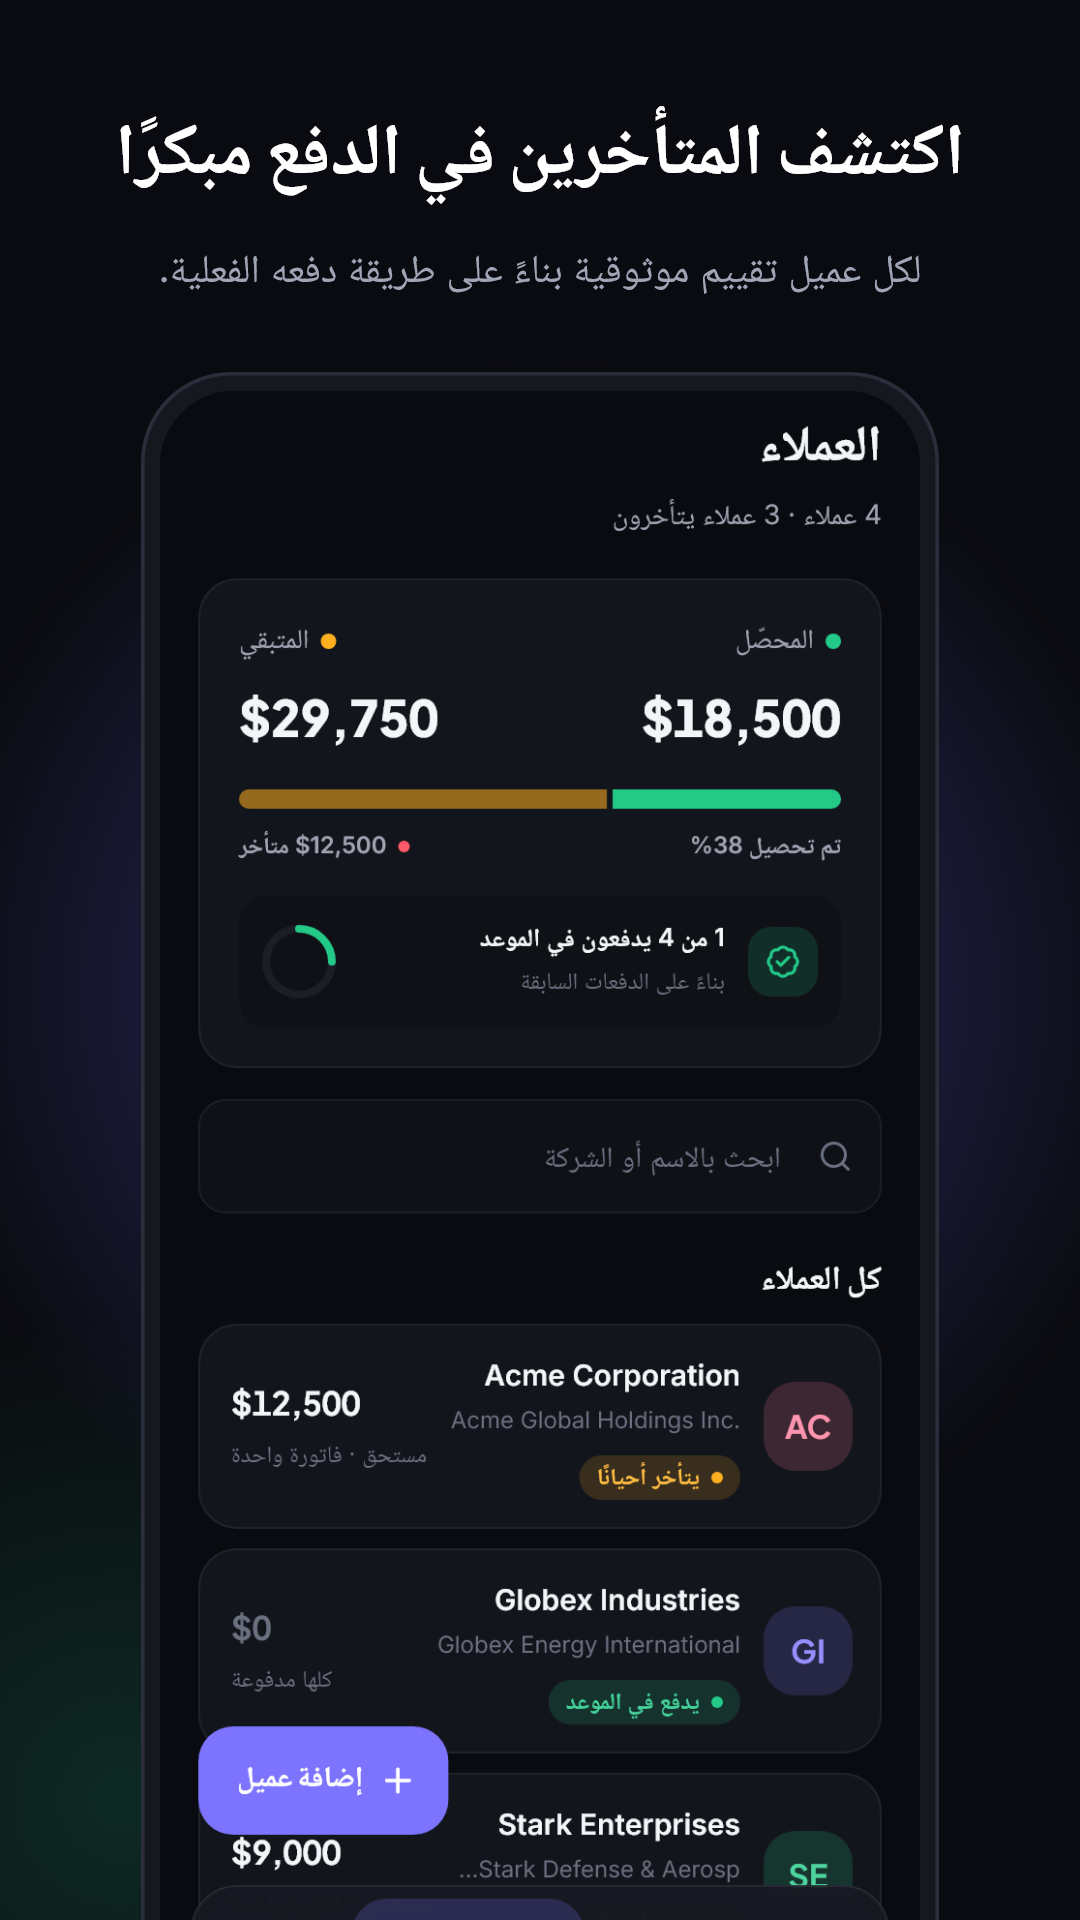 اكتشف المتأخرين في الدفع مبكرًا
لكل عميل تقييم موثوقية بناءً على طريقة دفعه الفعلية.
العملاء
4 عملاء · 3 عملاء يتأخرون
المحصّل
المتبقي
$18,500
$29,750
تم تحصيل 38%
$12,500 متأخر
1 من 4 يدفعون في الموعد
بناءً على الدفعات السابقة
ابحث بالاسم أو الشركة
كل العملاء
AC
Acme Corporation
Acme Global Holdings Inc.
يتأخر أحيانًا
$12,500
مستحق · فاتورة واحدة
GI
Globex Industries
Globex Energy International
يدفع في الموعد
$0
كلها مدفوعة
إضافة عميل
SE
Stark Enterprises
Stark Defense & Aerosp...
$9,000